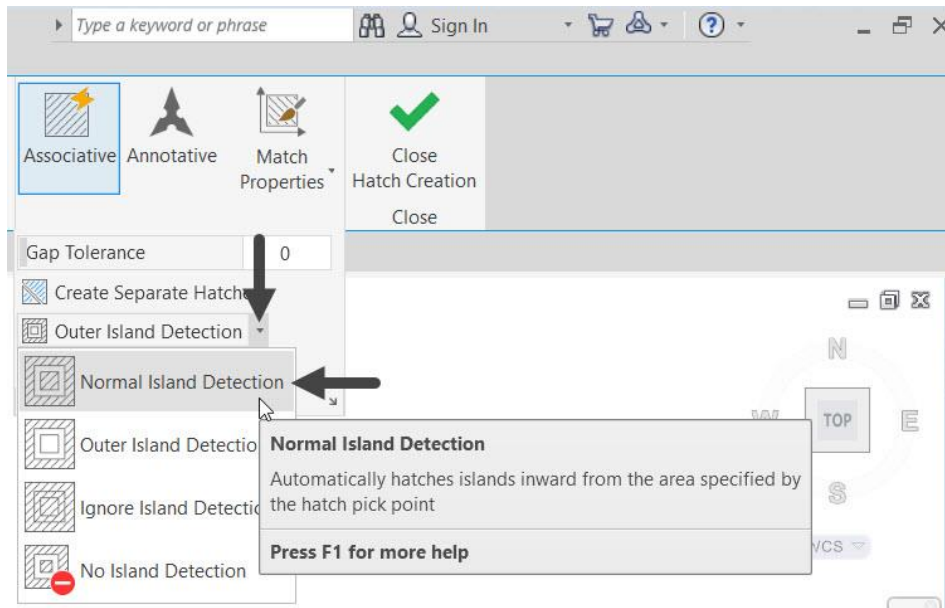 Type a keyword or phrase
Sign In
?
Associative
Annotative
Match
Properties
Close
Hatch Creation
Close
Gap Tolerance
0
Create Separate Hatche
Outer Island Detection
Normal Island Detection
Outer Island Detectio
Ignore Island Detectio
No Island Detection
Normal Island Detection
Automatically hatches islands inward from the area specified by
the hatch pick point
Press F1 for more help
N
W
TOP
E
S
WCS